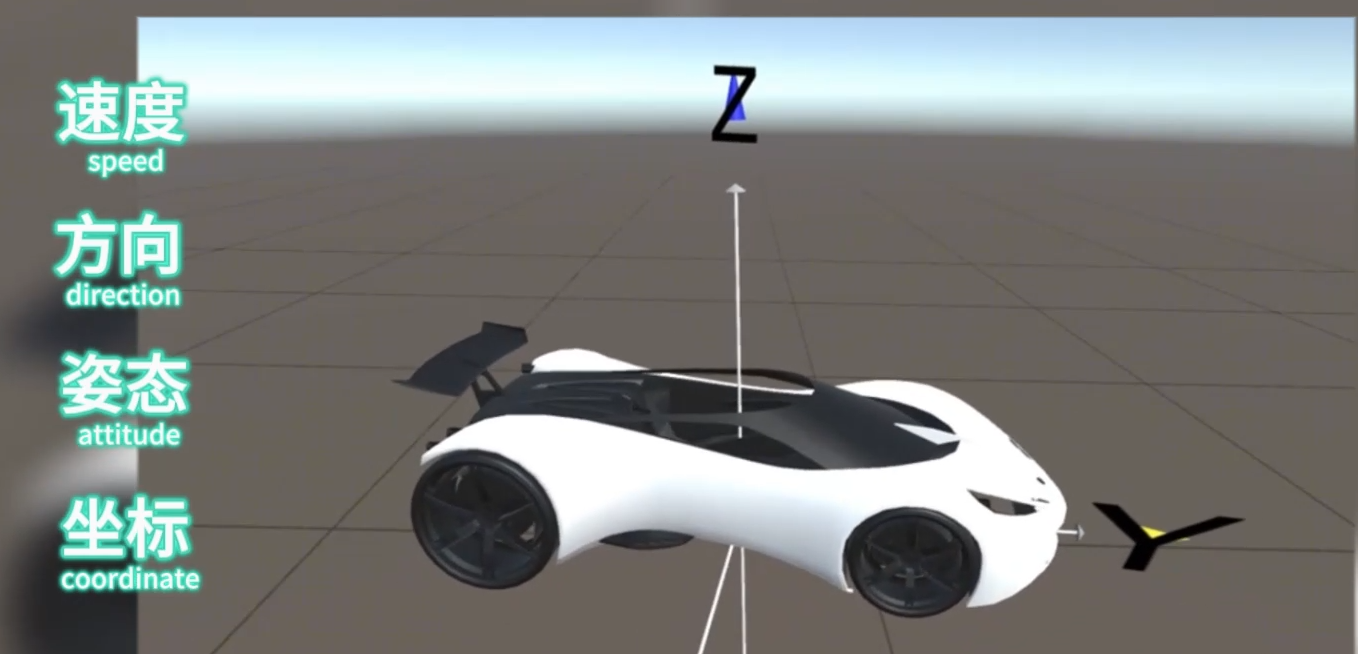 速度
speed
方向
direction
姿态
attitude
坐标
coordinate
Z
Y